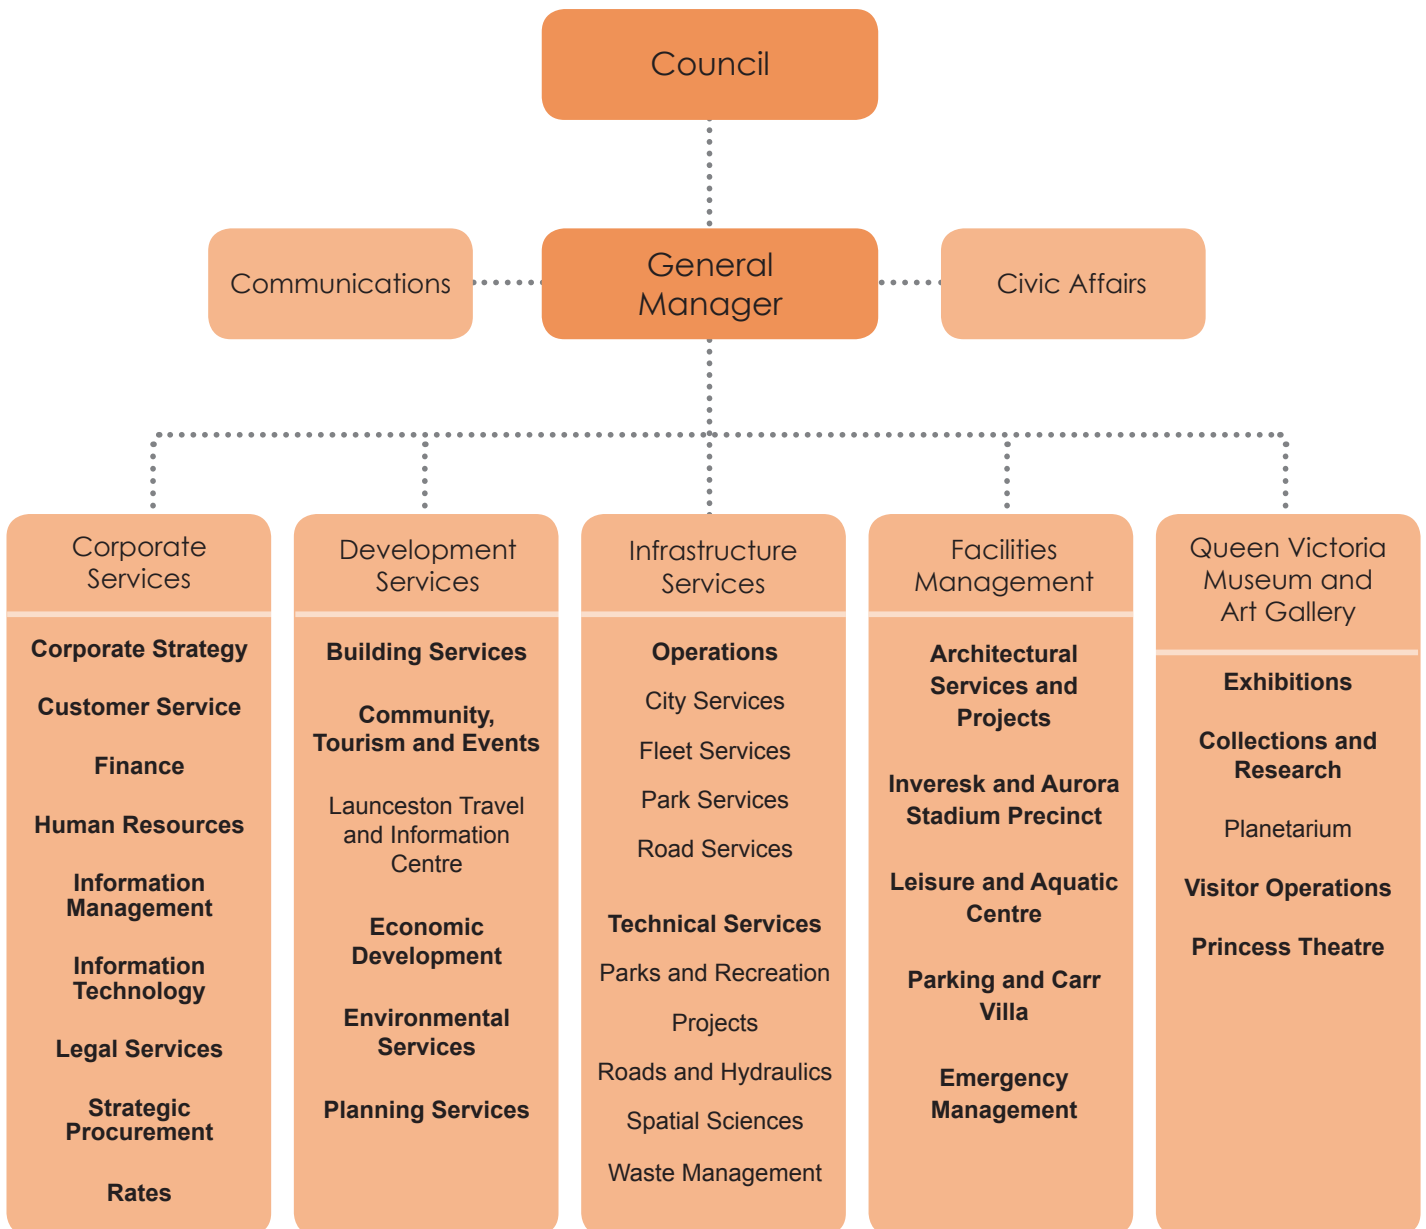 Council
Communications
General
Manager
Civic Affairs
Corporate
Services
Corporate Strategy
Customer Service
Finance
Human Resources
Information
Management
Information
Technology
Legal Services
Strategic
Procurement
Rates
Development
Services
Building Services
Community,
Tourism and Events
Launceston Travel
and Information
Centre
Economic
Development
Environmental
Services
Planning Services
Infrastructure
Services
Operations
City Services
Fleet Services
Park Services
Road Services
Technical Services
Parks and Recreation
Projects
Roads and Hydraulics
Spatial Sciences
Waste Management
Facilities
Management
Architectural
Services and
Projects
Inveresk and Aurora
Stadium Precinct
Leisure and Aquatic
Centre
Parking and Carr
Villa
Emergency
Management
Queen Victoria
Museum and
Art Gallery
Exhibitions
Collections and
Research
Planetarium
Visitor Operations
Princess Theatre